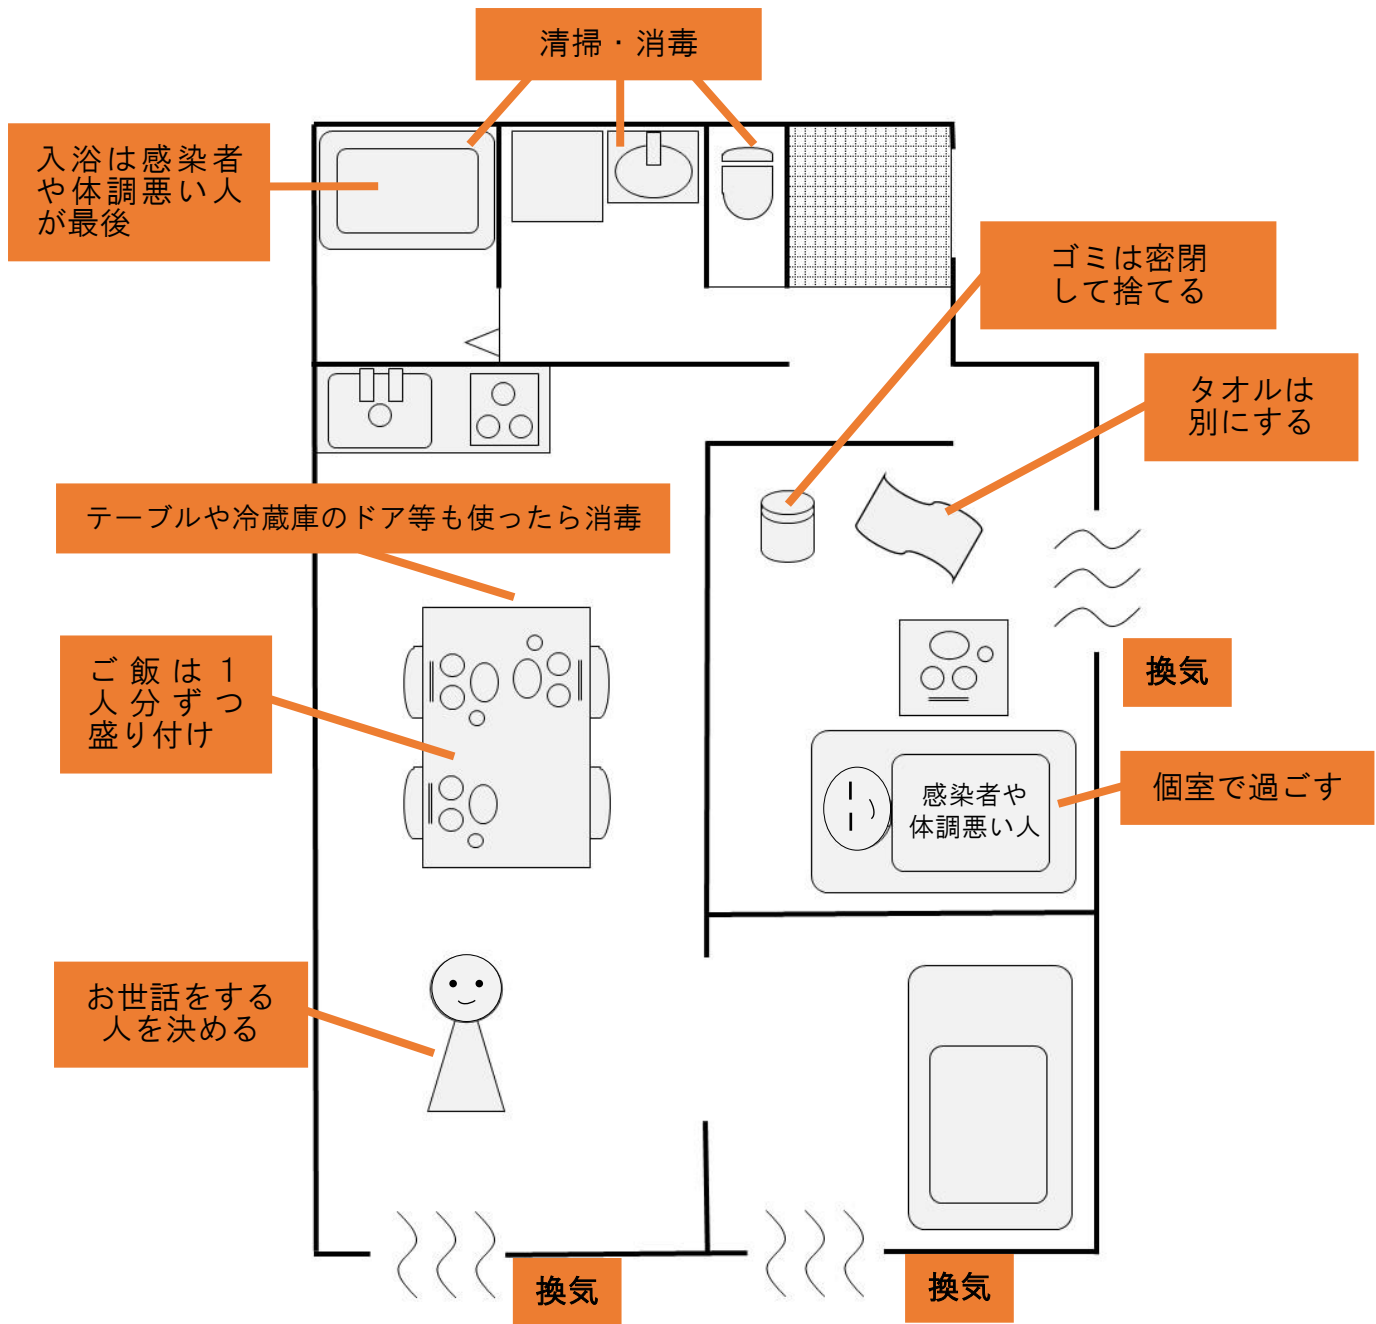 清掃・消毒
入浴は感染者
や体調悪い人
が最後
ゴミは密閉
して捨てる
タオルは
別にする
テーブルや冷蔵庫のドア等も使ったら消毒
ご飯は1
人分ずつ
盛り付け
換気
個室で過ごす
感染者や
体調悪い人
お世話をする
人を決める
換気
換気